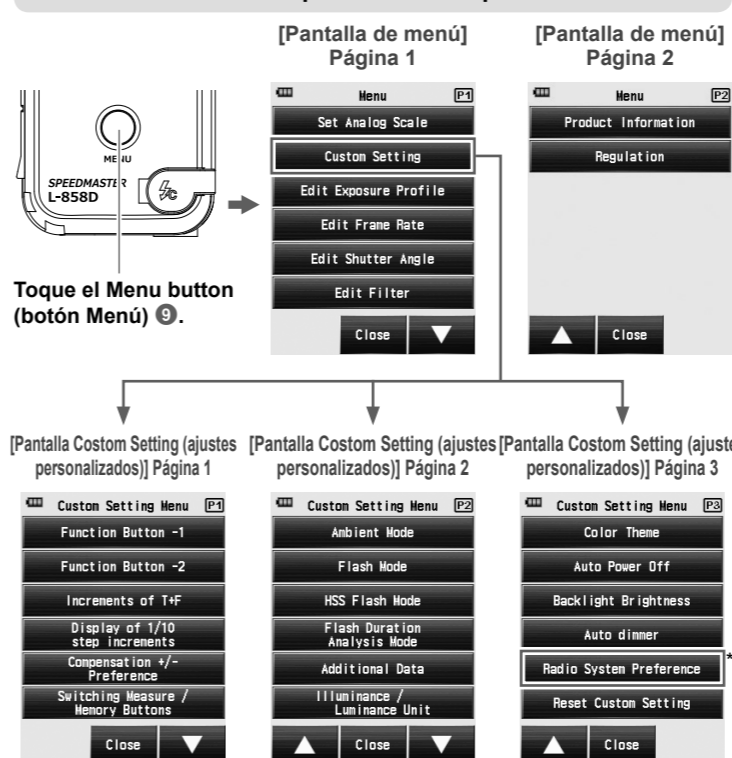 [Pantalla de menú]
Página 1
[Pantalla de menú]
Página 2
MENU
SPEEDMASTER
L-858D
Toque el Menu button
(botón Menú) ❾.
Menu P1
Set Analog Scale
Custom Setting
Edit Exposure Profile
Edit Frame Rate
Edit Shutter Angle
Edit Filter
Close
Menu P2
Product Information
Regulation
Close
[Pantalla Costom Setting (ajustes
personalizados)] Página 1
Custom Setting Menu P1
Function Button -1
Function Button -2
Increments of T+F
Display of 1/10
step increments
Compensation +/-
Preference
Switching Measure /
Memory Buttons
Close
[Pantalla Costom Setting (ajustes
personalizados)] Página 2
Custom Setting Menu P2
Ambient Mode
Flash Mode
HSS Flash Mode
Flash Duration
Analysis Mode
Additional Data
Illuminance /
Luminance Unit
Close
[Pantalla Costom Setting (ajuste
personalizados)] Página 3
Custom Setting Menu P3
Color Theme
Auto Power Off
Backlight Brightness
Auto dimmer
Radio System Preference *
Reset Custom Setting
Close